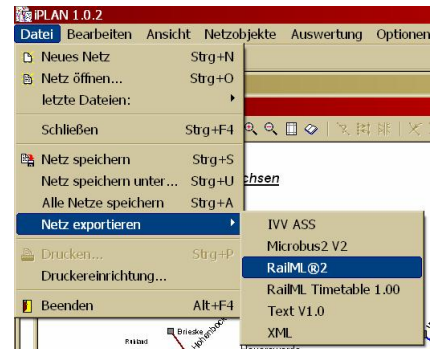 iPLAN 1.0.2
Datei Bearbeiten Ansicht Netzobjekte Auswertung Optionen
Neues Netz Strg+N
Netz öffnen... Strg+O
letzte Dateien:
Schließen Strg+F4
Netz speichern Strg+S
Netz speichern unter... Strg+U
chsen
Alle Netze speichern Strg+A
Netz exportieren
IVV ASS
Microbus2 V2
RailML®2
RailML Timetable 1.00
Text V1.0
XML
Drucken... Strg+P
Druckereinrichtung...
Beenden Alt+F4
Brieske
Hohenbock